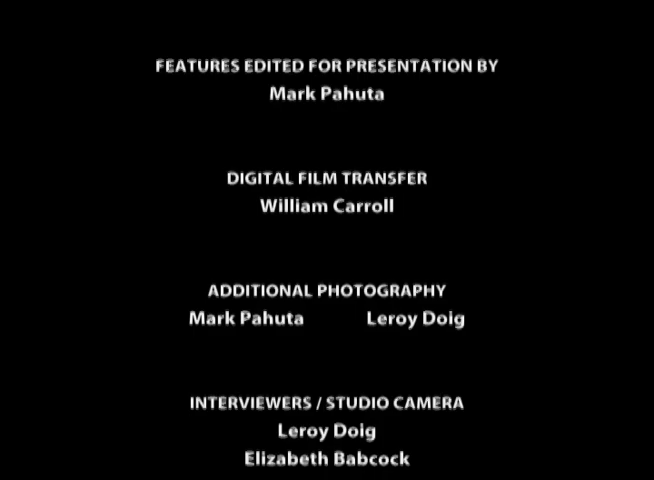 FEATURES EDITED FOR PRESENTATION BY
Mark Pahuta
DIGITAL FILM TRANSFER
William Carroll
ADDITIONAL PHOTOGRAPHY
Mark Pahuta Leroy Doig
INTERVIEWERS / STUDIO CAMERA
Leroy Doig
Elizabeth Babcock